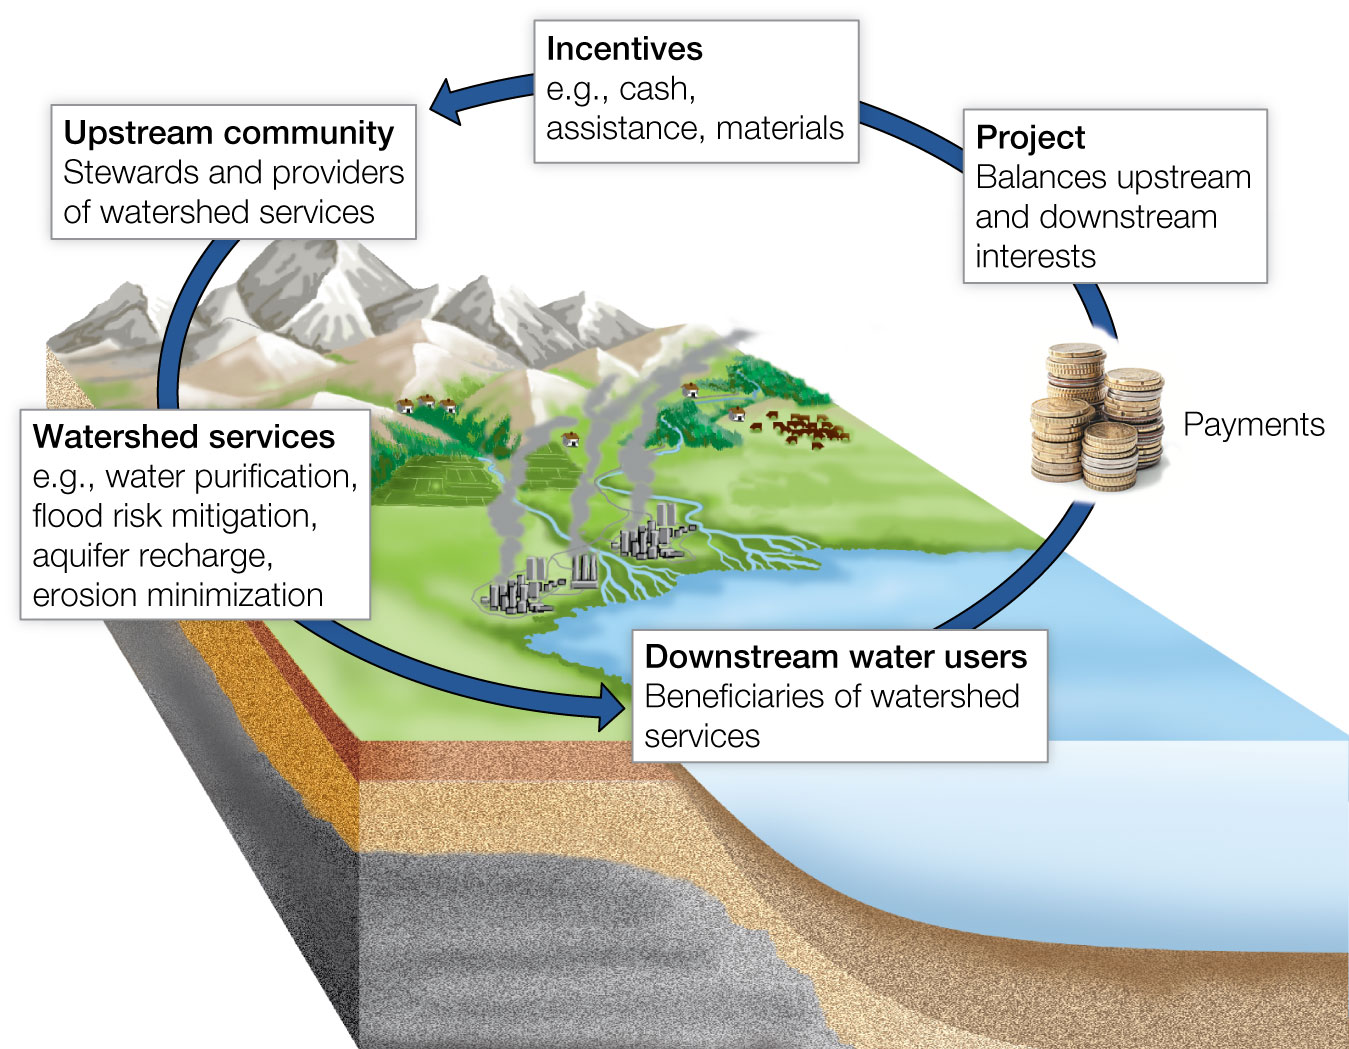 Incentives
e.g., cash,
assistance, materials
Upstream community
Stewards and providers
of watershed services
Project
Balances upstream
and downstream
interests
Payments
Watershed services
e.g., water purification,
flood risk mitigation,
aquifer recharge,
erosion minimization
Downstream water users
Beneficiaries of watershed
services